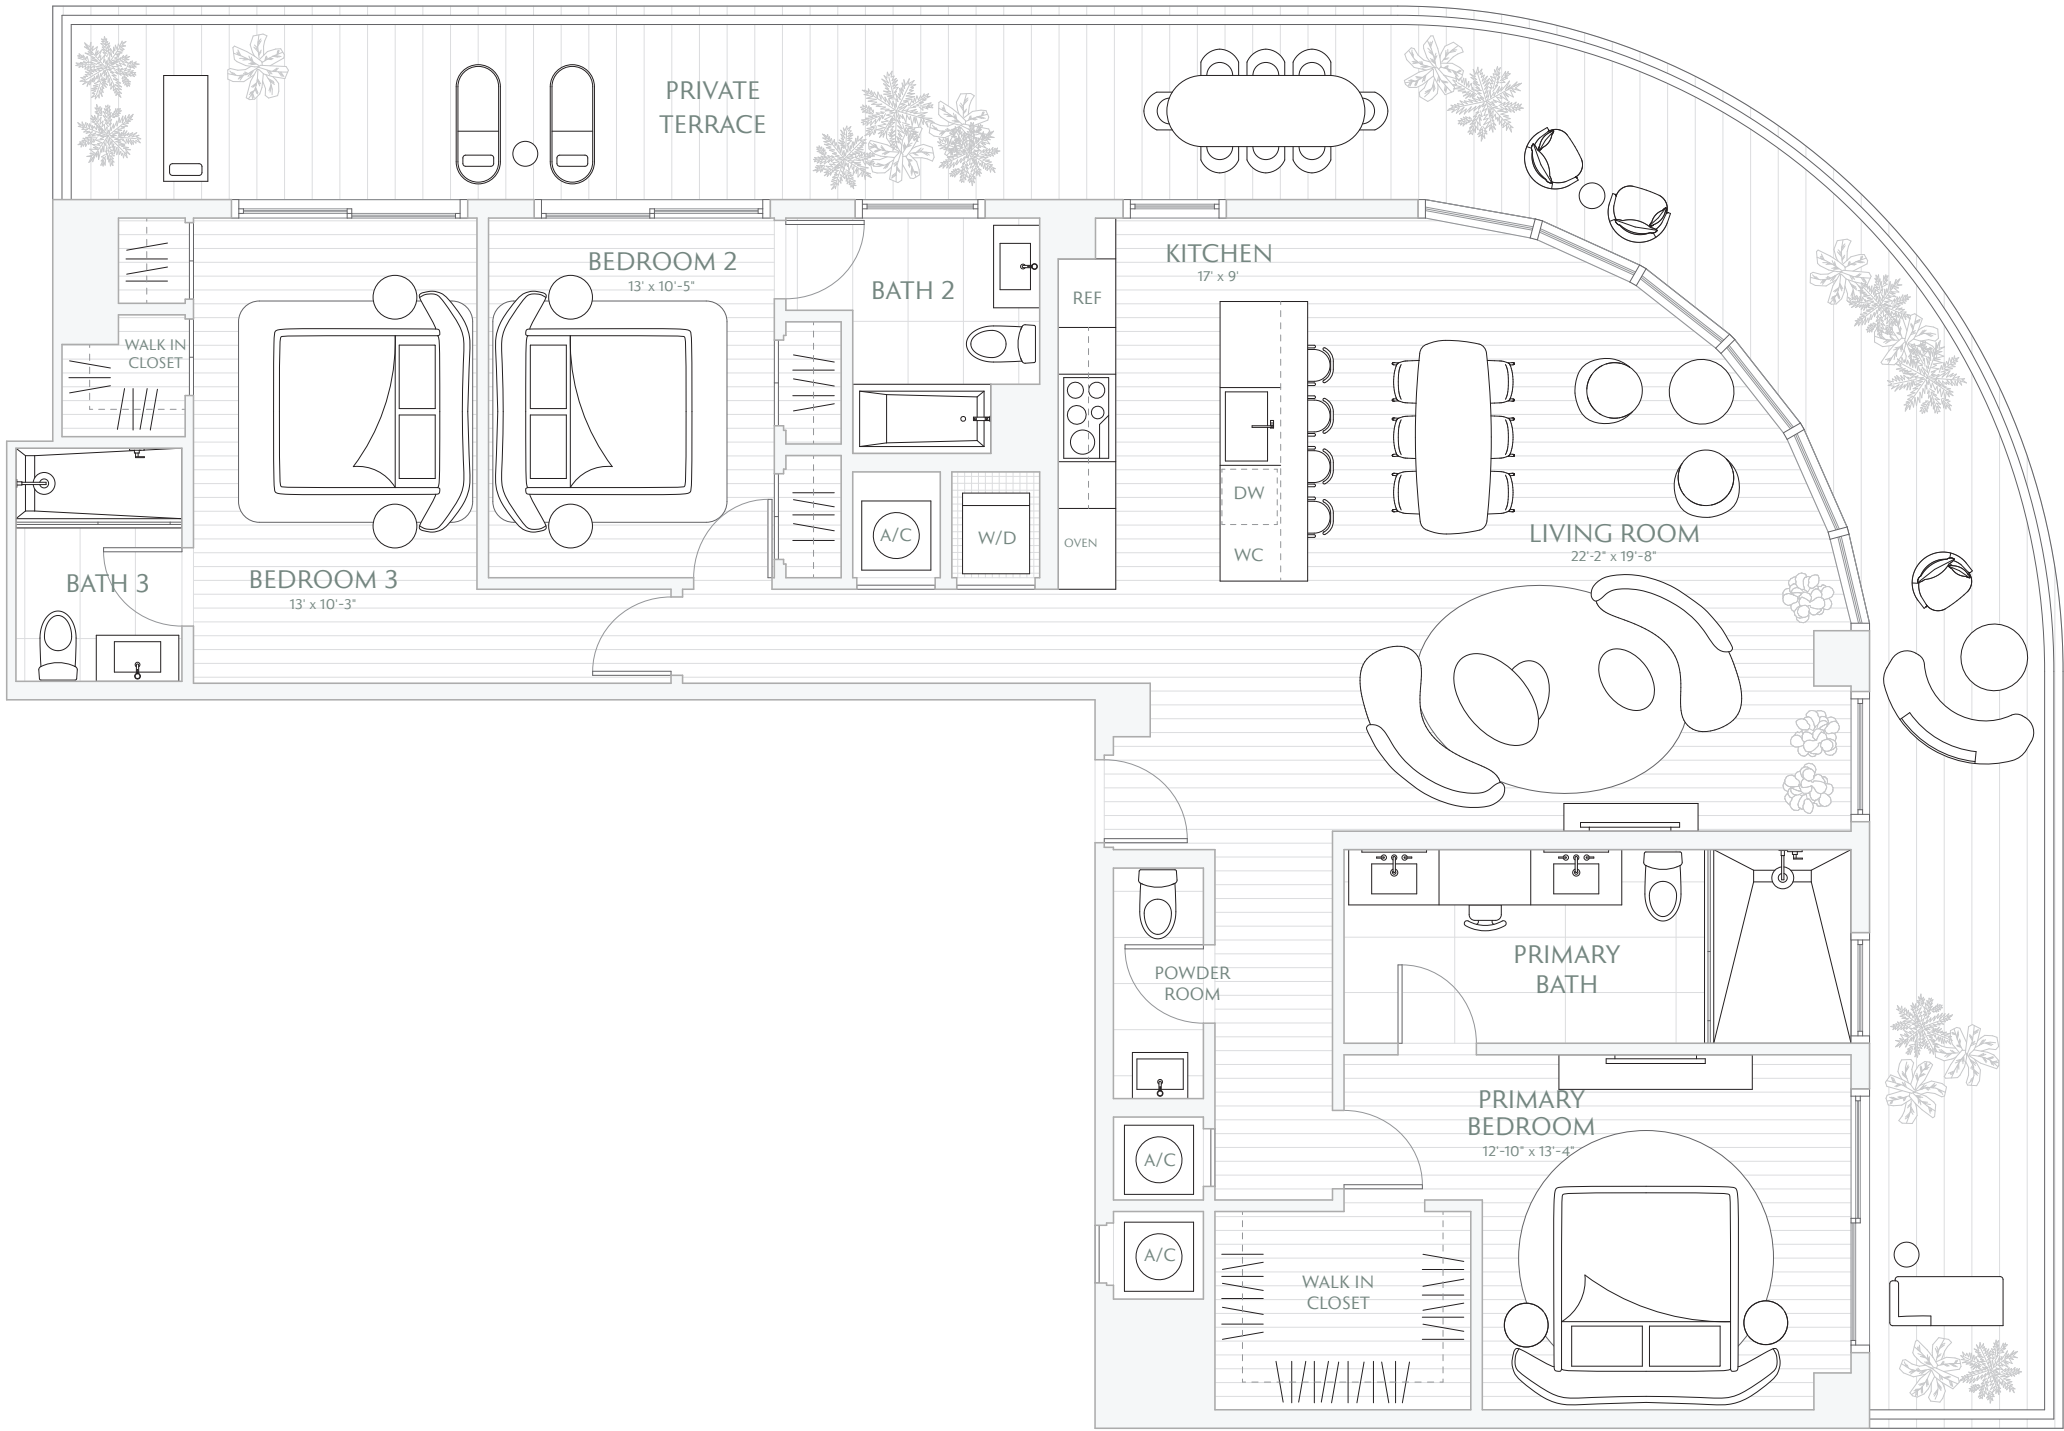 PRIVATE
TERRACE
KITCHEN
17' x 9'
BEDROOM 2
13' x 10'-5"
BATH 2
REF
WALK IN
CLOSET
DW
LIVING ROOM
22'-2" x 19'-8"
A/C
W/D
OVEN
WC
BATH 3
BEDROOM 3
13' x 10'-3"
POWDER
ROOM
PRIMARY
BATH
PRIMARY
BEDROOM
12'-10" x 13'-4"
A/C
A/C
WALK IN
CLOSET